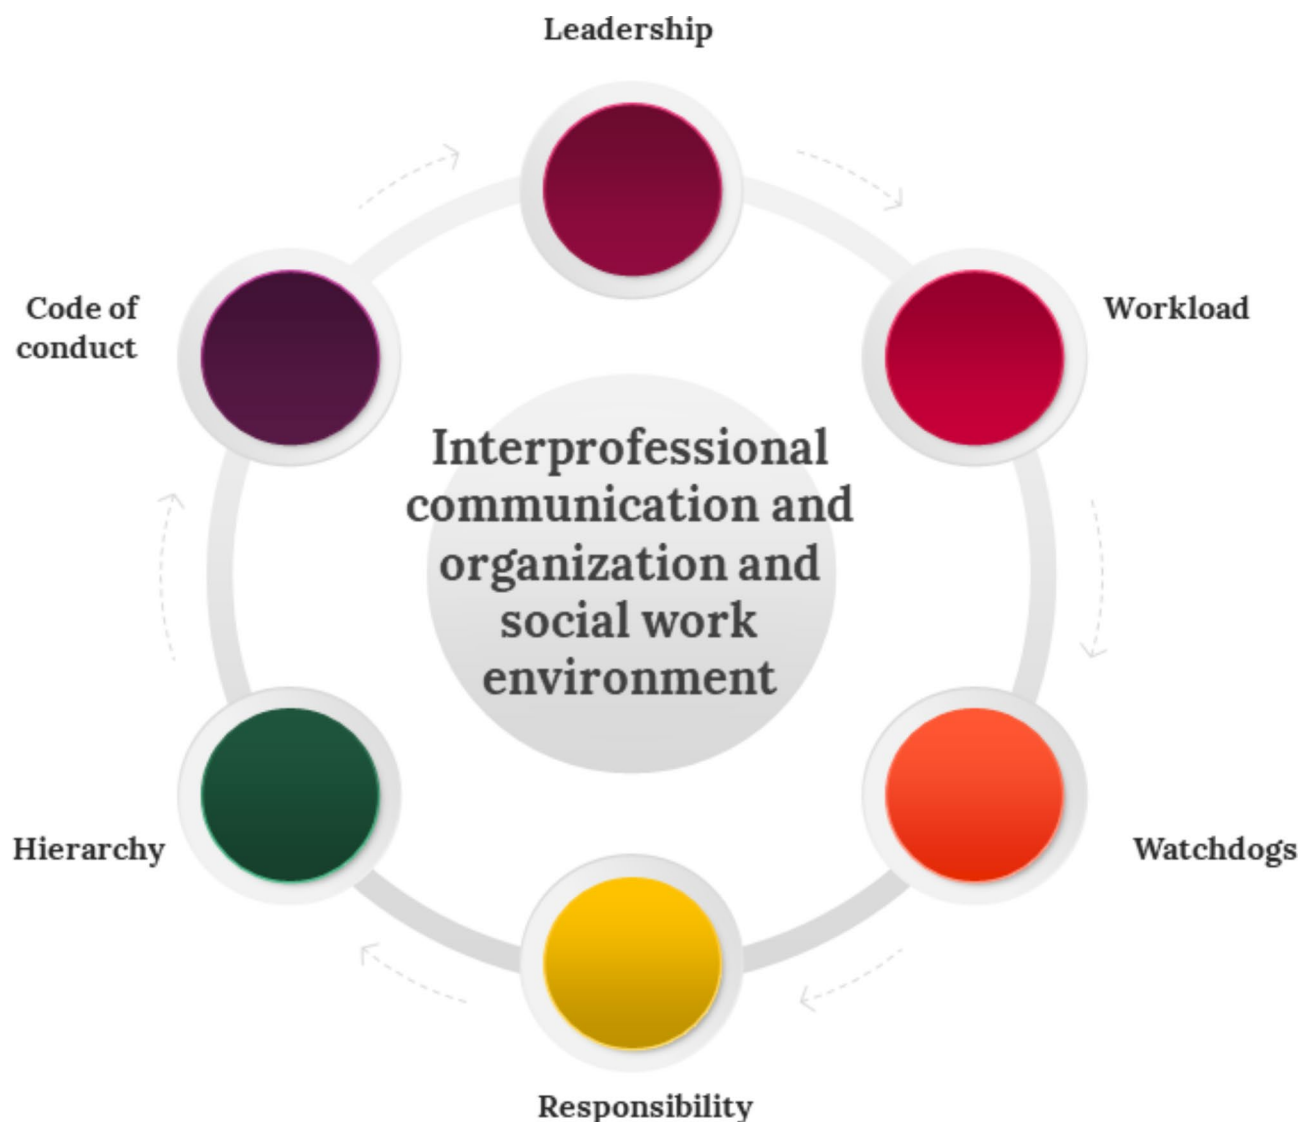 Leadership
Workload
Watchdogs
Responsibility
Hierarchy
Code of
conduct
Interprofessional
communication and
organization and
social work
environment